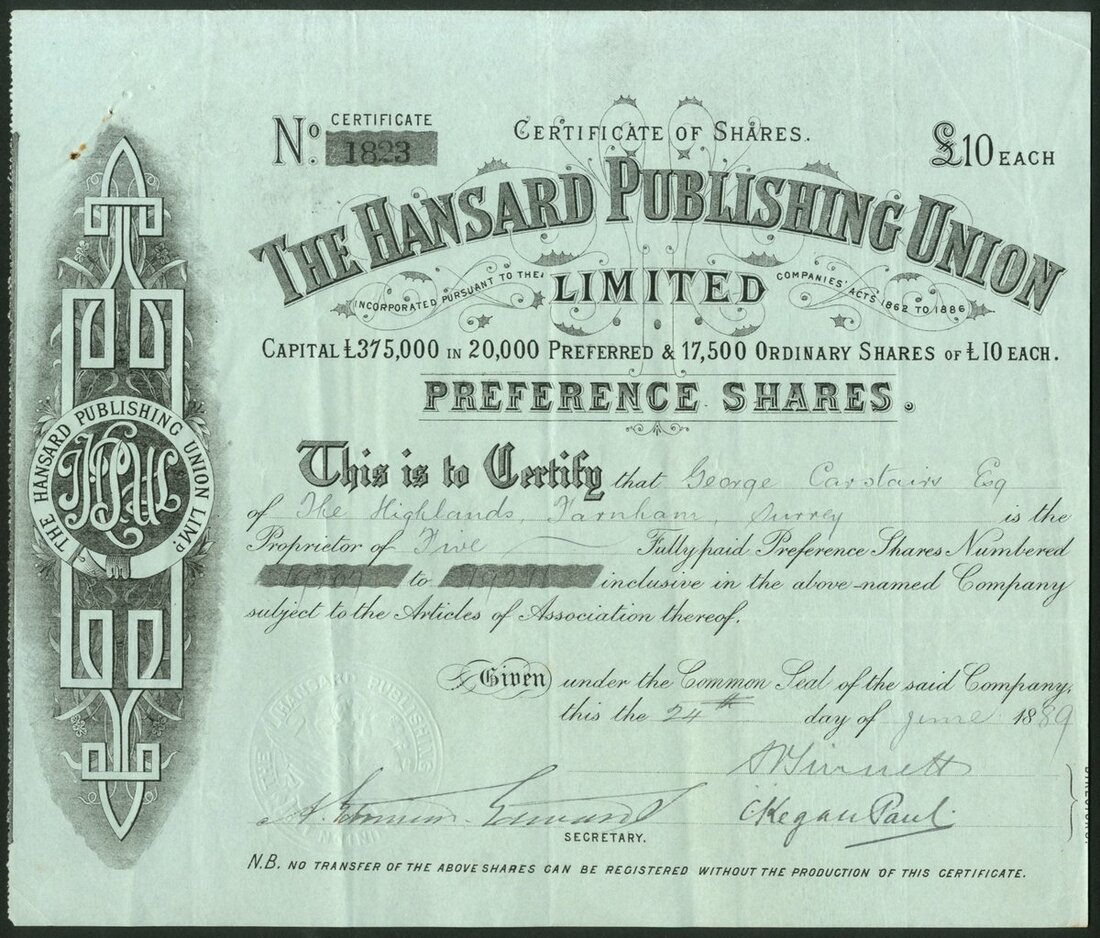 CERTIFICATE
No. 1823
CERTIFICATE OF SHARES.
£10 EACH
THE HANSARD PUBLISHING UNION
INCORPORATED PURSUANT TO THE LIMITED COMPANIES' ACTS 1862 TO 1886
CAPITAL £375,000 IN 20,000 PREFERRED & 17,500 ORDINARY SHARES OF £10 EACH.
PREFERENCE SHARES.
This is to Certify that George Carstairs Esq
of The Highlands, Farnham, Surrey is the
Proprietor of Five Fully paid Preference Shares Numbered
to inclusive in the above-named Company
subject to the Articles of Association thereof.
Given under the Common Seal of the said Company,
this the 24th day of June 1889
C Kegan Paul
SECRETARY.
N.B. NO TRANSFER OF THE ABOVE SHARES CAN BE REGISTERED WITHOUT THE PRODUCTION OF THIS CERTIFICATE.
THE HANSARD PUBLISHING UNION LIMD
THE HANSARD PUBLISHING UNION